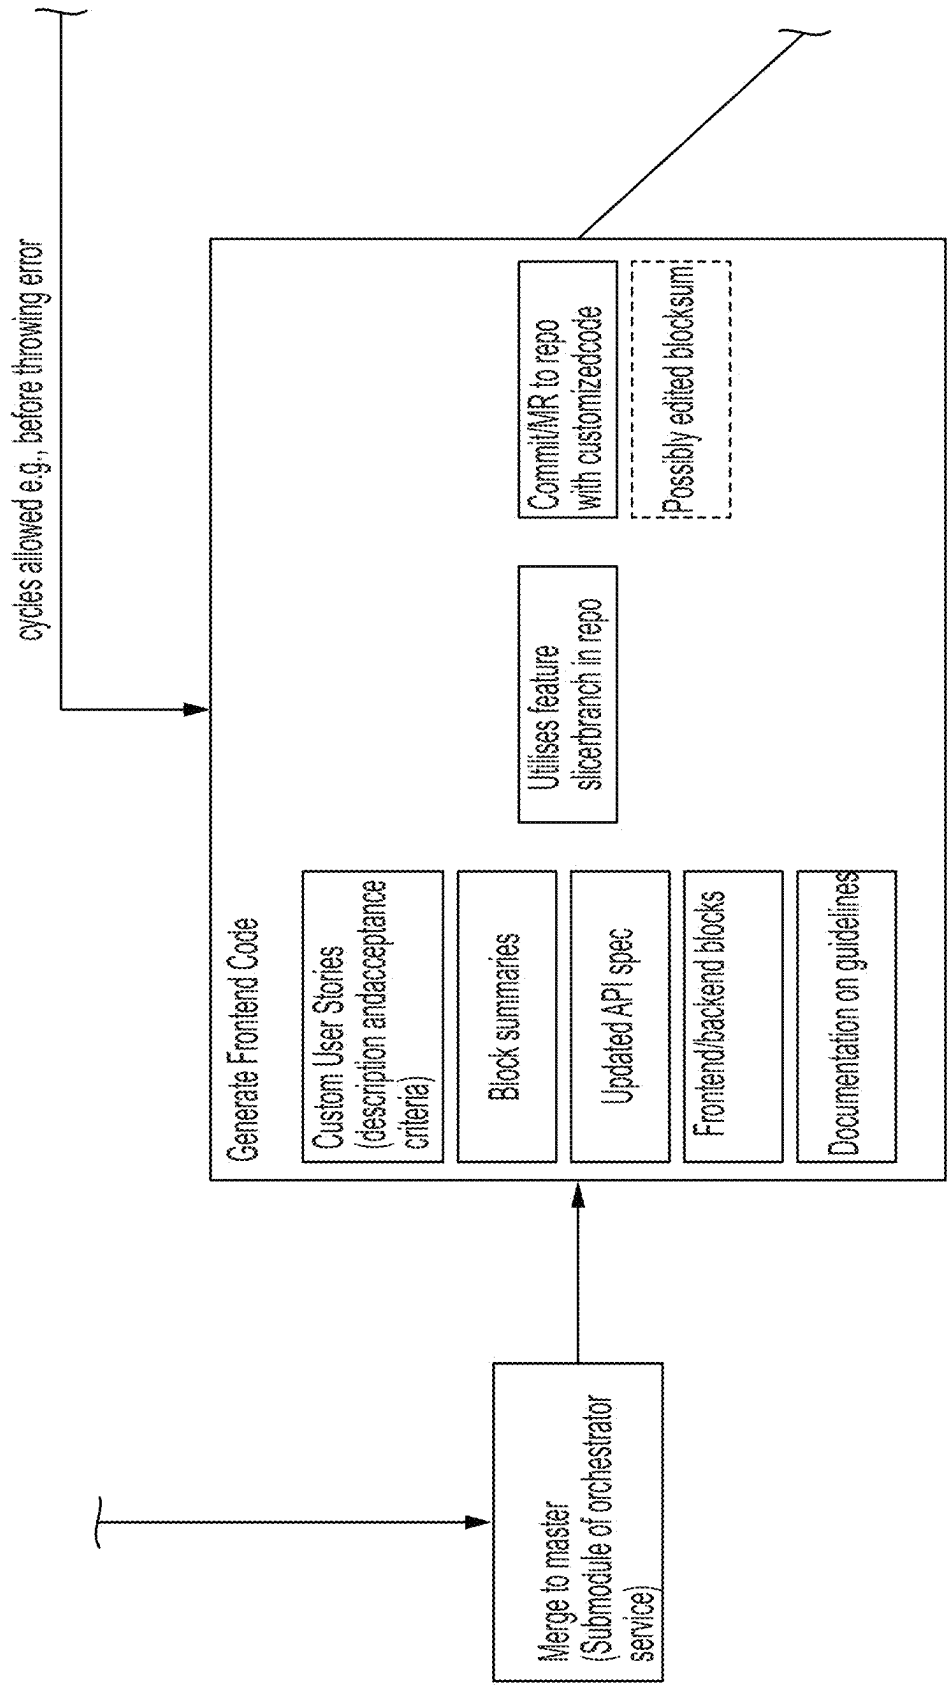 cycles allowed e.g., before throwing error
Generate Frontend Code
Custom User Stories
(description andacceptance
criteria)
Block summaries
Updated API spec
Frontend/backend blocks
Documentation on guidelines
Utilises feature
slicerbranch in repo
Commit/MR to repo
with customizedcode
Possibly edited blocksum
Merge to master
(Submodule of orchestrator
service)